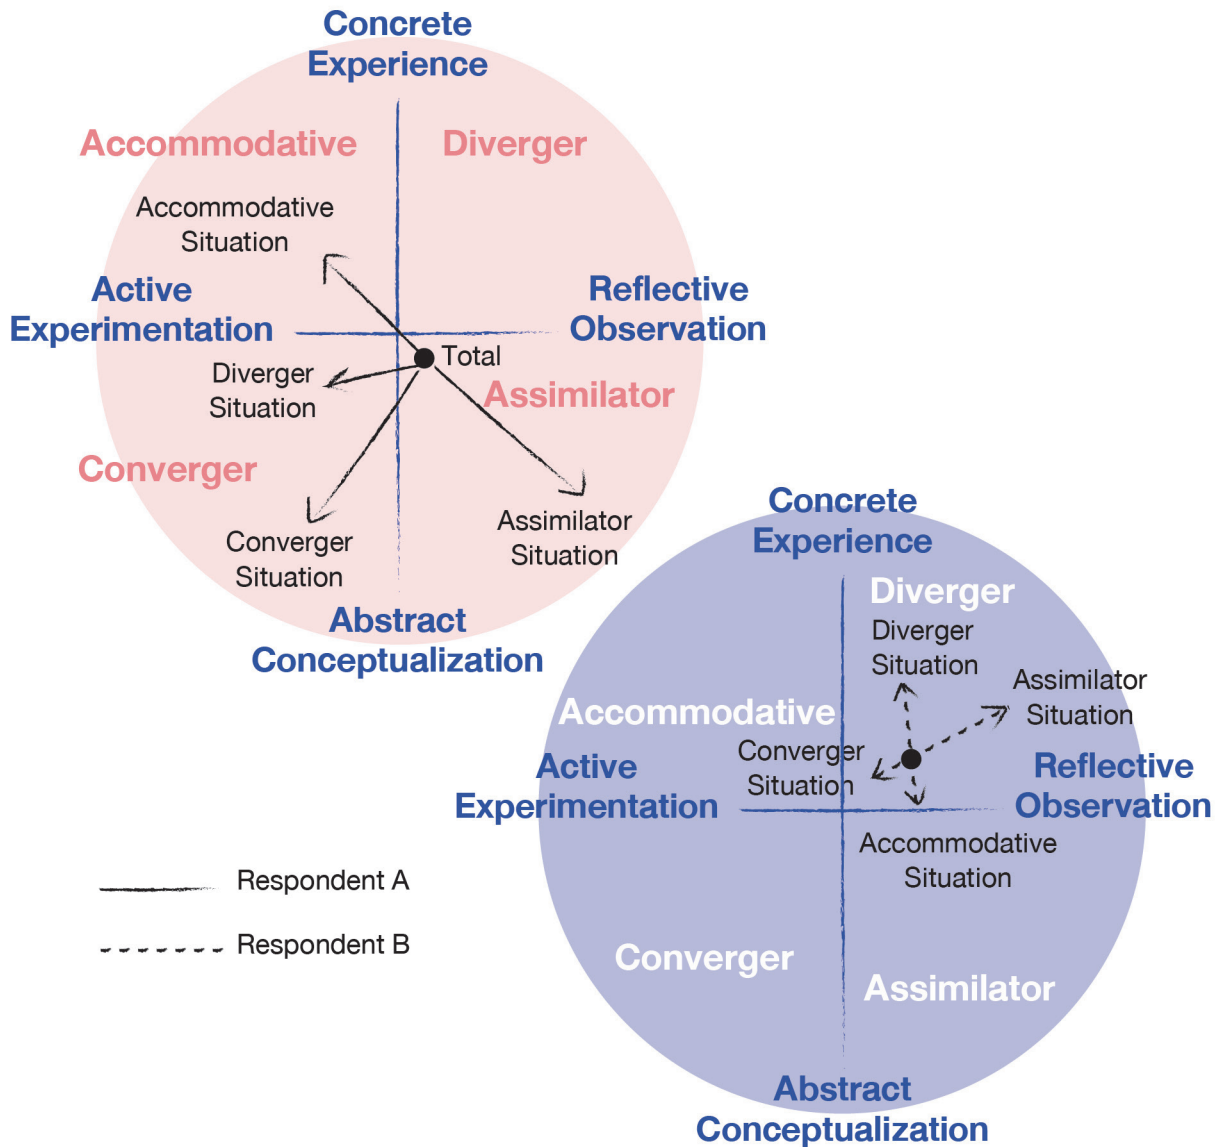 Concrete
Experience
Accommodative
Diverger
Accommodative
Situation
Active
Experimentation
Reflective
Observation
Total
Diverger
Situation
Assimilator
Converger
Assimilator
Situation
Converger
Situation
Abstract
Conceptualization
Concrete
Experience
Diverger
Diverger
Situation
Assimilator
Situation
Accommodative
Converger
Situation
Active
Experimentation
Reflective
Observation
Accommodative
Situation
Converger
Assimilator
Abstract
Conceptualization
Respondent A
Respondent B